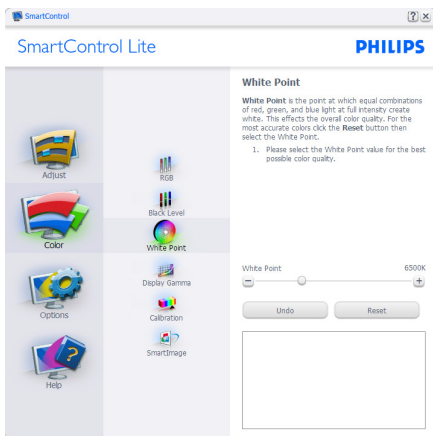 SmartControl
? ×
SmartControl Lite
PHILIPS
Adjust
Color
Options
Help
RGB
Black Level
White Point
Display Gamma
Calibration
SmartImage
White Point
White Point is the point at which equal combinations
of red, green, and blue light at full intensity create
white. This effects the overall color quality. For the
most accurate colors click the Reset button then
select the White Point.
1. Please select the White Point value for the best
possible color quality.
White Point 6500K
− +
Undo Reset